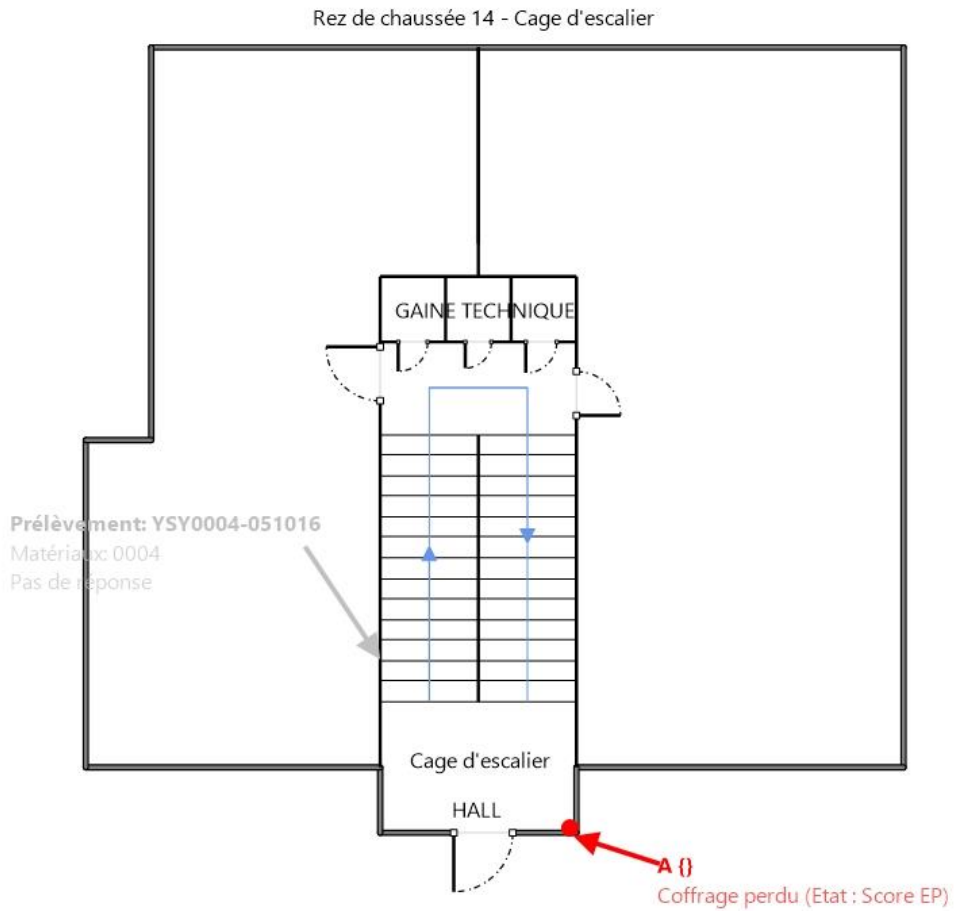 Rez de chaussée 14 - Cage d'escalier
GAINE TECHNIQUE
Prélèvement: YSY0004-051016
Matériaux: 0004
Pas de réponse
Cage d'escalier
HALL
A {}
Coffrage perdu (Etat : Score EP)